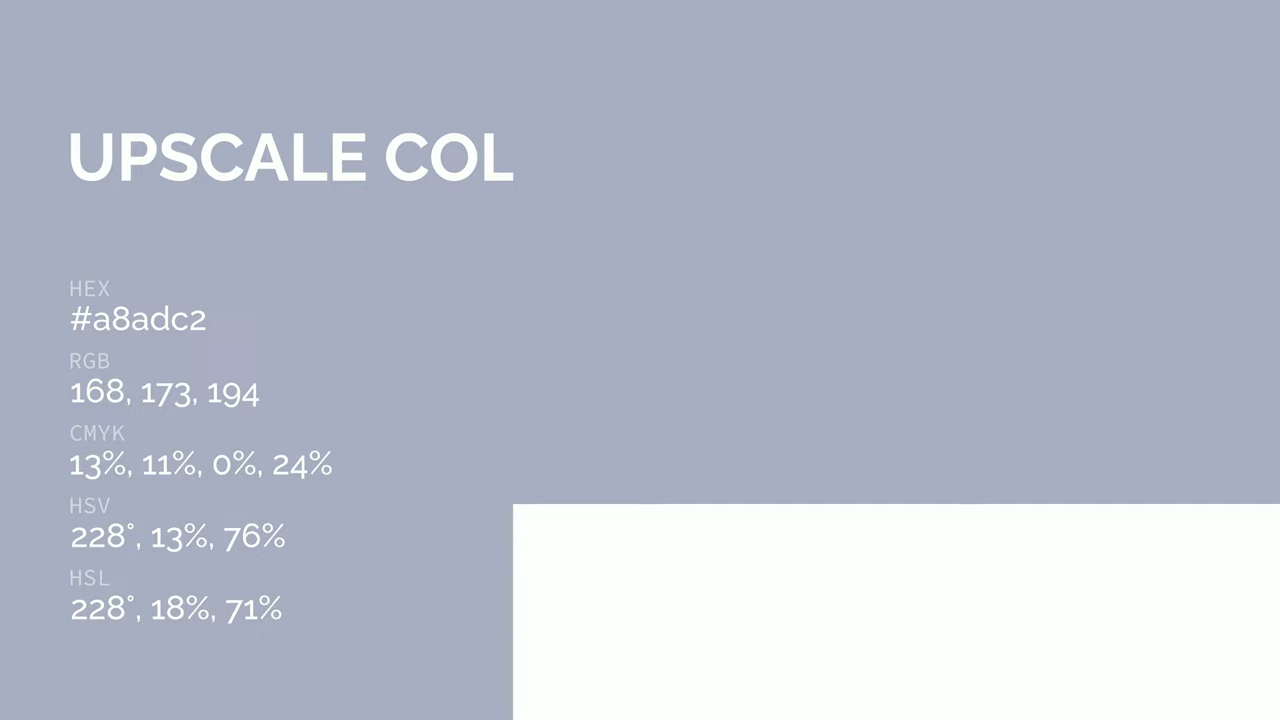 UPSCALE COL
HEX
#a8adc2
RGB
168, 173, 194
CMYK
13%, 11%, 0%, 24%
HSV
228°, 13%, 76%
HSL
228°, 18%, 71%